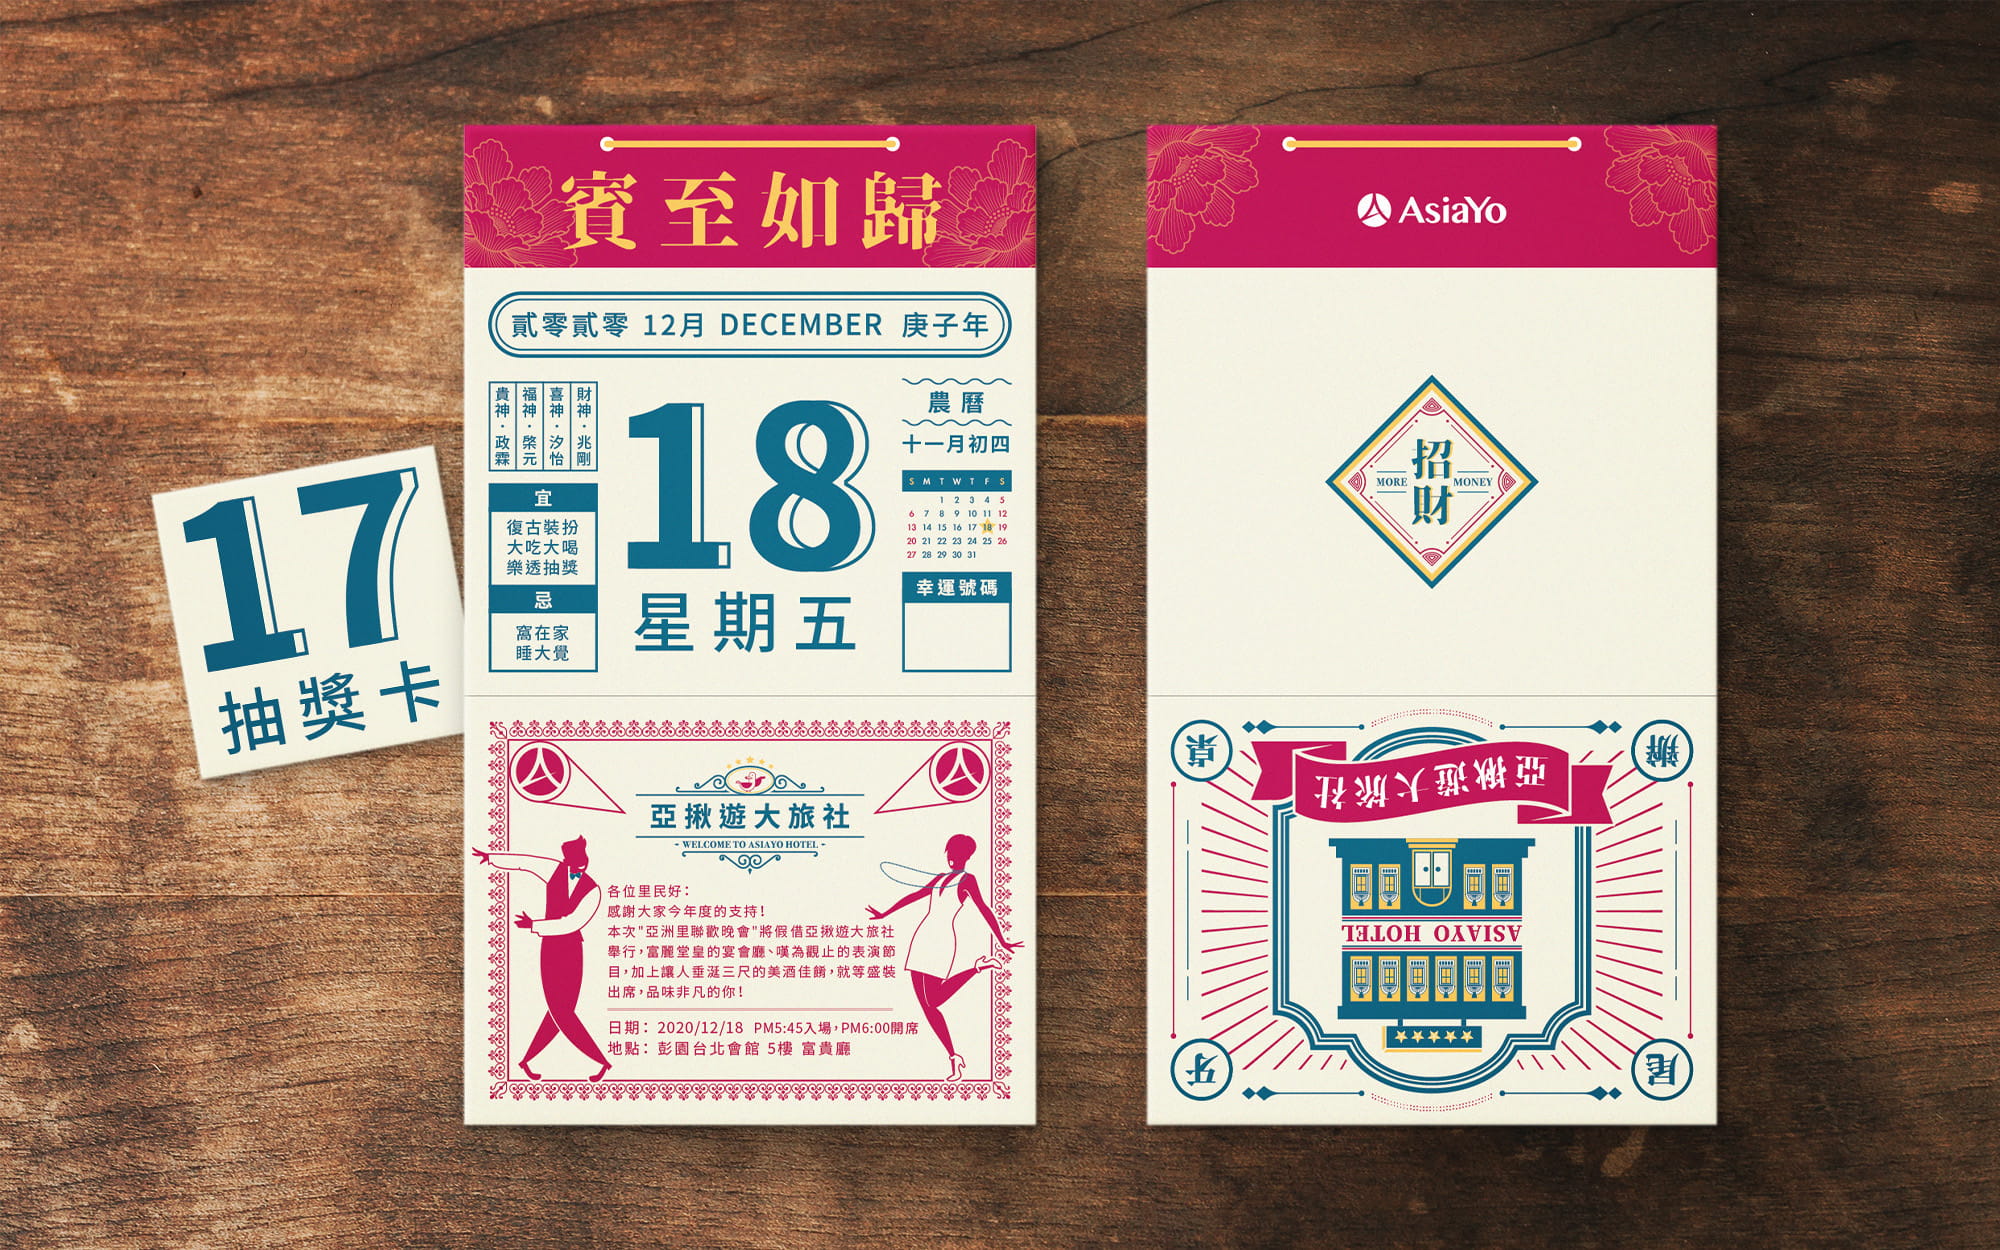 17
抽獎卡
賓至如歸
貳零貳零 12月 DECEMBER 庚子年
貴神·政霖
福神·棨元
喜神·汐怡
財神·兆剛
宜
復古裝扮
大吃大喝
樂透抽獎
忌
窩在家
睡大覺
18
星期五
農曆
十一月初四
S M T W T F S
1 2 3 4 5
6 7 8 9 10 11 12
13 14 15 16 17 18 19
20 21 22 23 24 25 26
27 28 29 30 31
幸運號碼
亞揪遊大旅社
- WELCOME TO ASIAYO HOTEL -
各位里民好：
感謝大家今年度的支持！
本次"亞洲里聯歡晚會"將假借亞揪遊大旅社
舉行，富麗堂皇的宴會廳、嘆為觀止的表演節
目，加上讓人垂涎三尺的美酒佳餚，就等盛裝
出席，品味非凡的你！
日期： 2020/12/18 PM5:45入場，PM6:00開席
地點： 彭園台北會館 5樓 富貴廳
AsiaYo
招財
MORE MONEY
尾
牙
ASIAYO HOTEL
亞揪遊大旅社
辦
桌